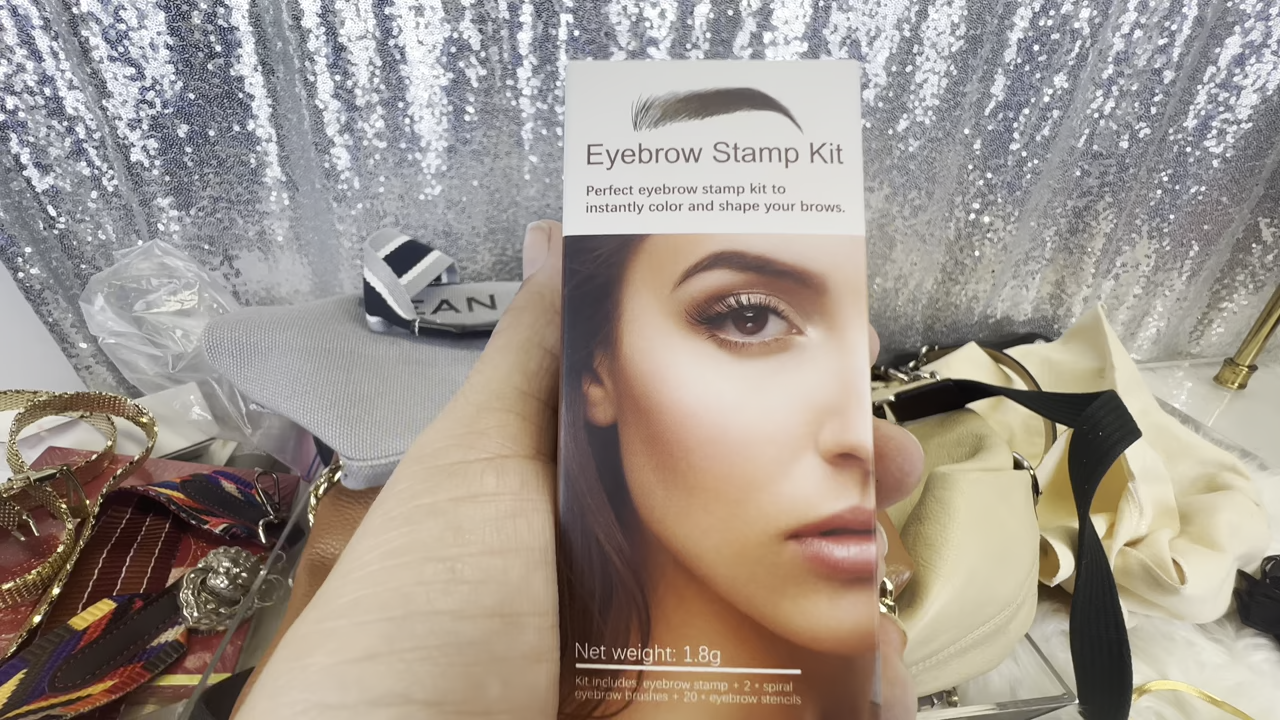 Eyebrow Stamp Kit
Perfect eyebrow stamp kit to
instantly color and shape your brows.
EAN
Net weight: 1.8g
Kit includes: eyebrow stamp + 2 * spiral
eyebrow brushes + 20 * eyebrow stencils